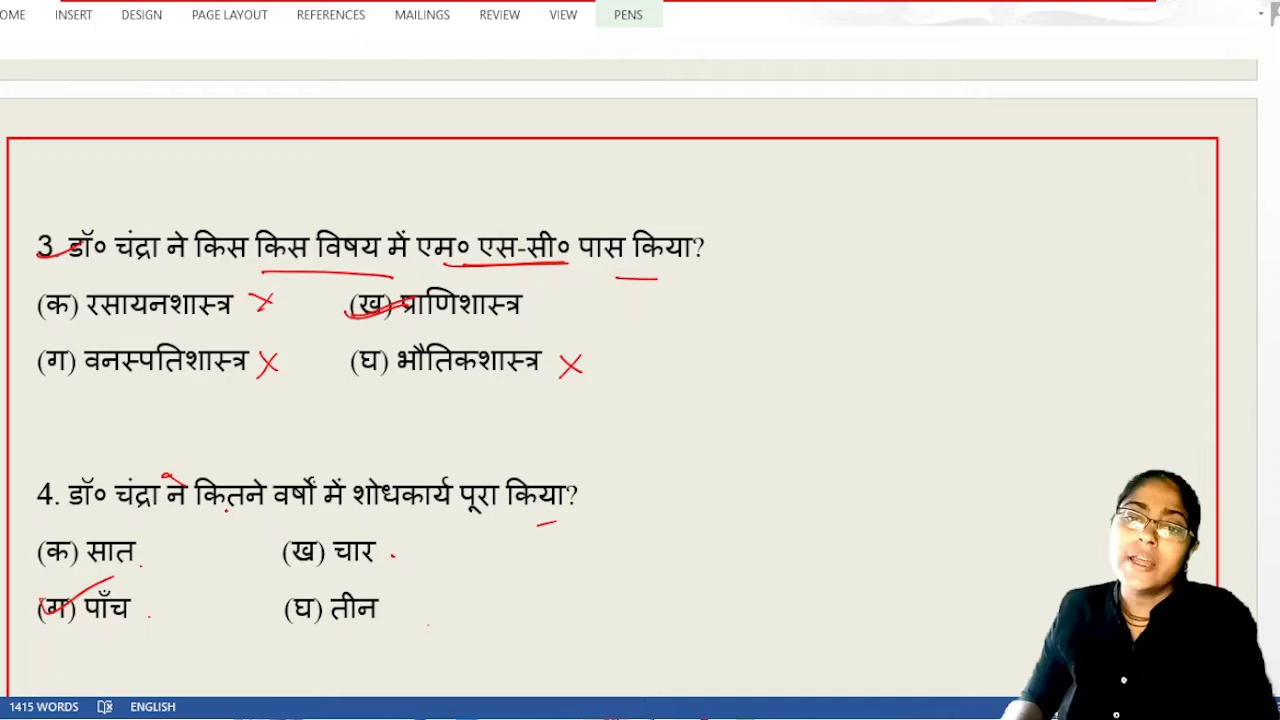 OME INSERT DESIGN PAGE LAYOUT REFERENCES MAILINGS REVIEW VIEW PENS
3. डॉ० चंद्रा ने किस किस विषय में एम० एस-सी० पास किया?
(क) रसायनशास्त्र (ख) प्राणिशास्त्र
(ग) वनस्पतिशास्त्र (घ) भौतिकशास्त्र
4. डॉ० चंद्रा ने कितने वर्षों में शोधकार्य पूरा किया?
(क) सात (ख) चार
(ग) पाँच (घ) तीन
1415 WORDS ENGLISH